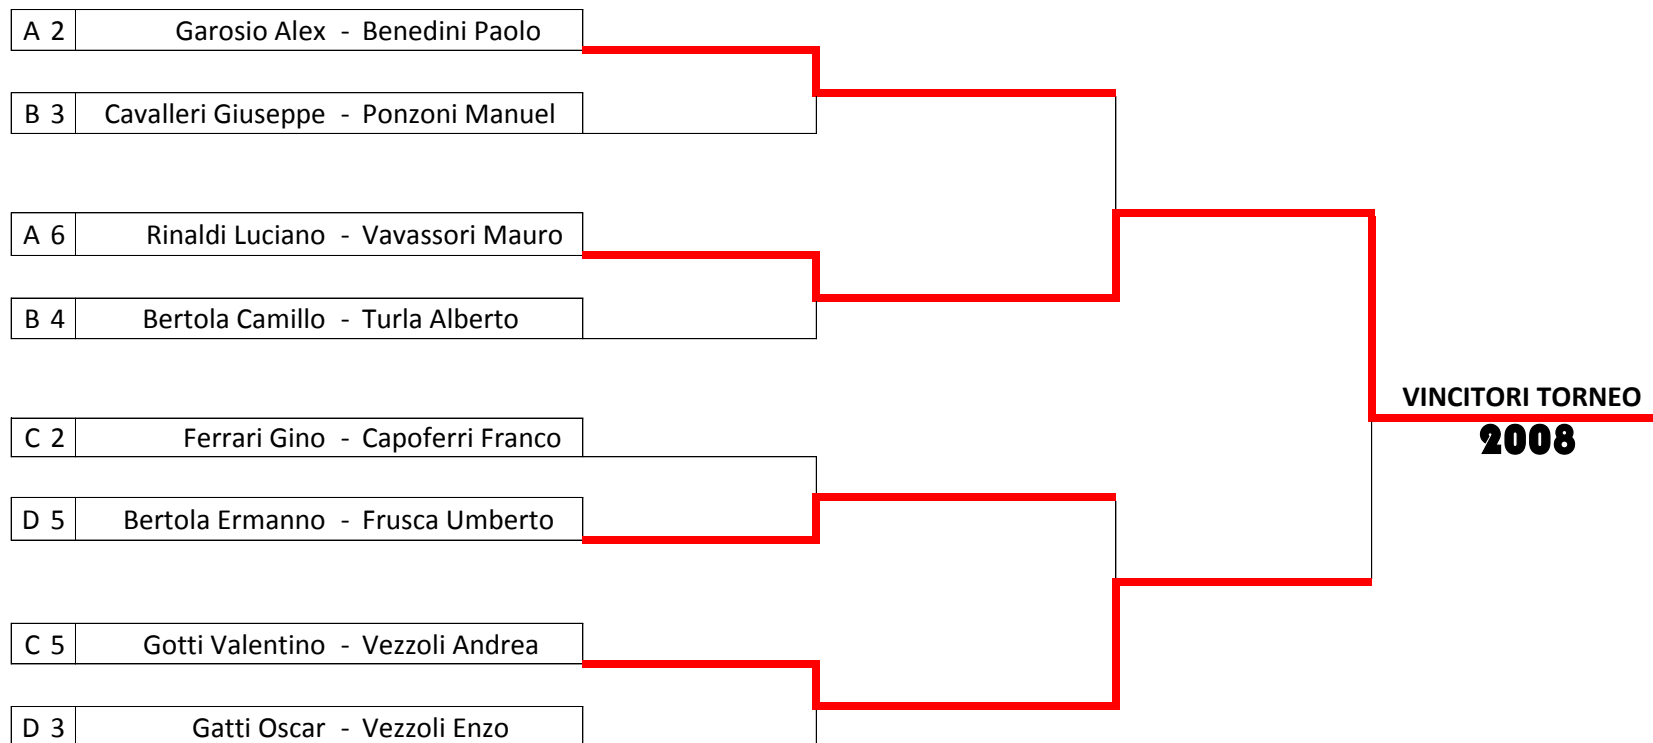 A 2 Garosio Alex - Benedini Paolo
B 3 Cavalleri Giuseppe - Ponzoni Manuel
A 6 Rinaldi Luciano - Vavassori Mauro
B 4 Bertola Camillo - Turla Alberto
VINCITORI TORNEO
2008
C 2 Ferrari Gino - Capoferri Franco
D 5 Bertola Ermanno - Frusca Umberto
C 5 Gotti Valentino - Vezzoli Andrea
D 3 Gatti Oscar - Vezzoli Enzo